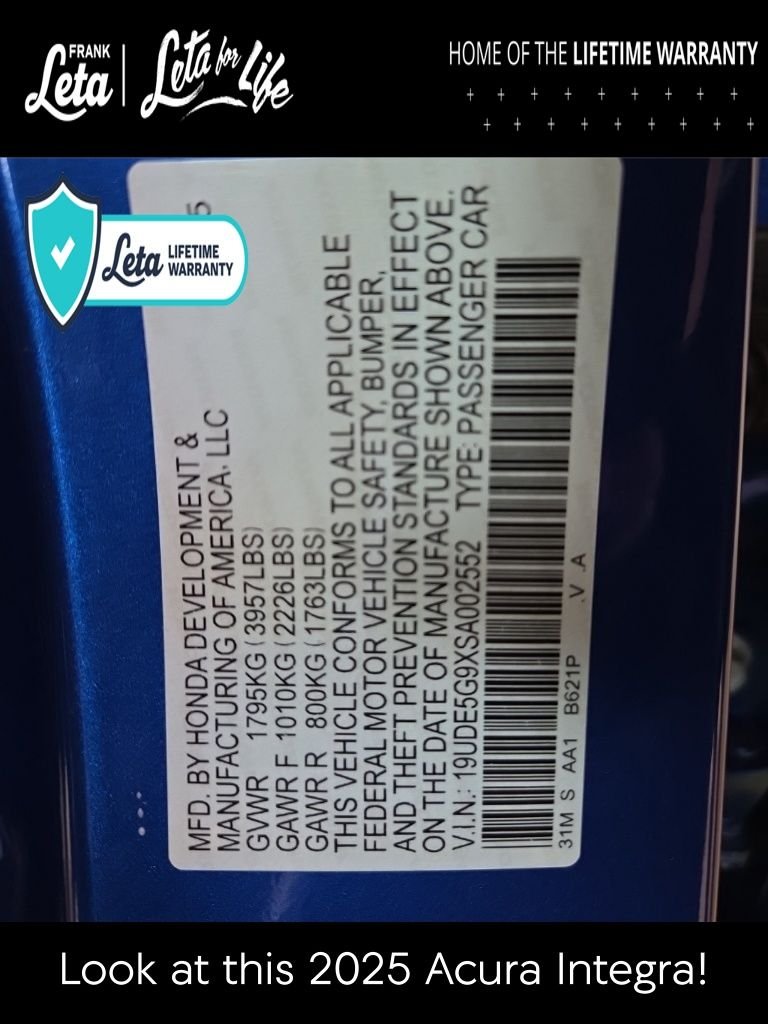 FRANK
Leta
Leta for Life
HOME OF THE LIFETIME WARRANTY
Leta LIFETIME
WARRANTY
5
MFD. BY HONDA DEVELOPMENT &
MANUFACTURING OF AMERICA, LLC
GVWR 1795KG (3957LBS)
GAWR F 1010KG (2226LBS)
GAWR R 800KG (1763LBS)
THIS VEHICLE CONFORMS TO ALL APPLICABLE
FEDERAL MOTOR VEHICLE SAFETY, BUMPER,
AND THEFT PREVENTION STANDARDS IN EFFECT
ON THE DATE OF MANUFACTURE SHOWN ABOVE.
V.I.N.: 19UDE5G9XSA002552 TYPE: PASSENGER CAR
31M S AA1 B621P .V .A
Look at this 2025 Acura Integra!